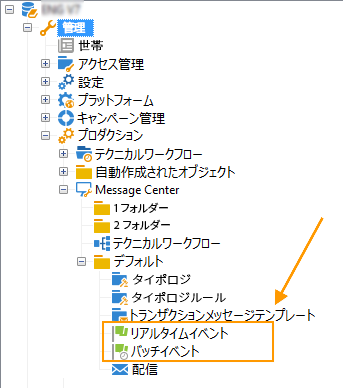 管理
世帯
アクセス管理
設定
プラットフォーム
キャンペーン管理
プロダクション
テクニカルワークフロー
自動作成されたオブジェクト
Message Center
1フォルダー
2フォルダー
テクニカルワークフロー
デフォルト
タイポロジ
タイポロジルール
トランザクションメッセージテンプレート
リアルタイムイベント
バッチイベント
配信